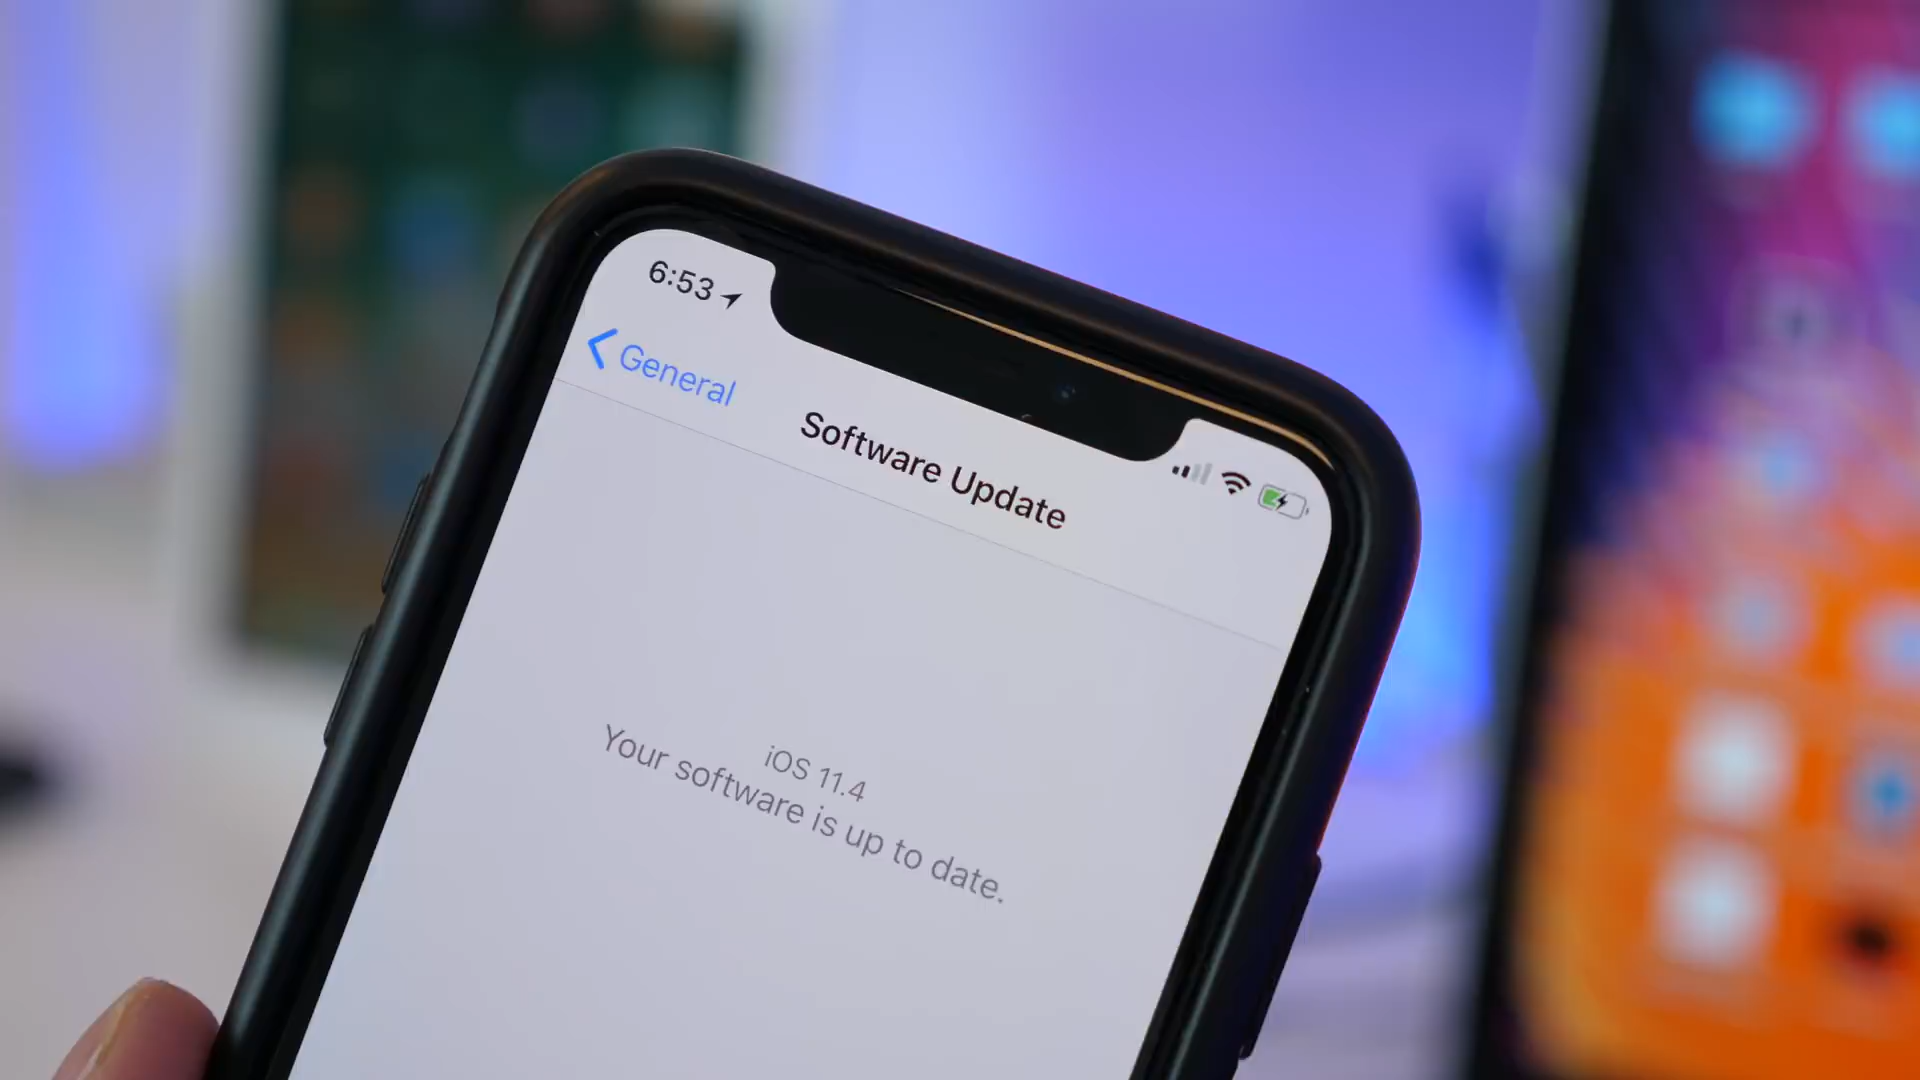 6:53
General
Software Update
iOS 11.4
Your software is up to date.